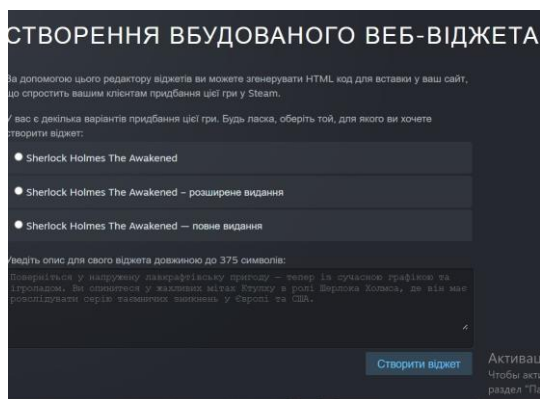 СТВОРЕННЯ ВБУДОВАНОГО ВЕБ-ВІДЖЕТА
За допомогою цього редактору віджетів ви можете згенерувати HTML код для вставки у ваш сайт,
що спростить вашим клієнтам придбання цієї гри у Steam.
У вас є декілька варіантів придбання цієї гри. Будь ласка, оберіть той, для якого ви хочете
створити віджет:
Sherlock Holmes The Awakened
Sherlock Holmes The Awakened – розширене видання
Sherlock Holmes The Awakened — повне видання
Уведіть опис для свого віджета довжиною до 375 символів:
Поверніться у напружену лавкрафтівську пригоду — тепер із сучасною графікою та
ігроладом. Ви опинитеся у жахливих мітах Ктулху в ролі Шерлока Холмса, де він має
розслідувати серію таємничих зникнень у Європі та США.
Створити віджет
Активац
Чтобы акти
раздел "Па